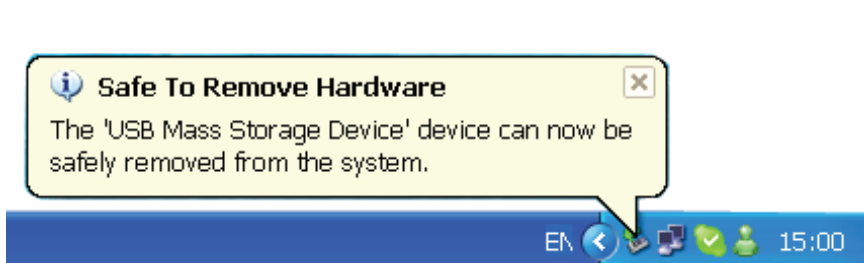 Safe To Remove Hardware
The 'USB Mass Storage Device' device can now be
safely removed from the system.
EN 15:00